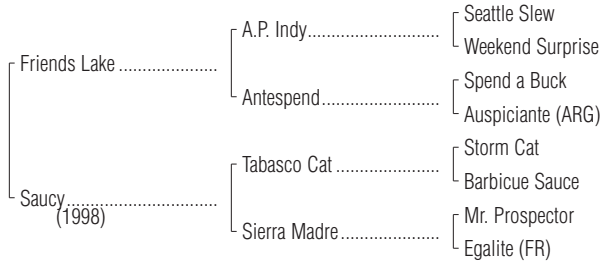 Seattle Slew
A.P. Indy
Weekend Surprise
Friends Lake
Spend a Buck
Antespend
Auspiciante (ARG)
Storm Cat
Tabasco Cat
Barbicue Sauce
Saucy
(1998)
Mr. Prospector
Sierra Madre
Egalite (FR)